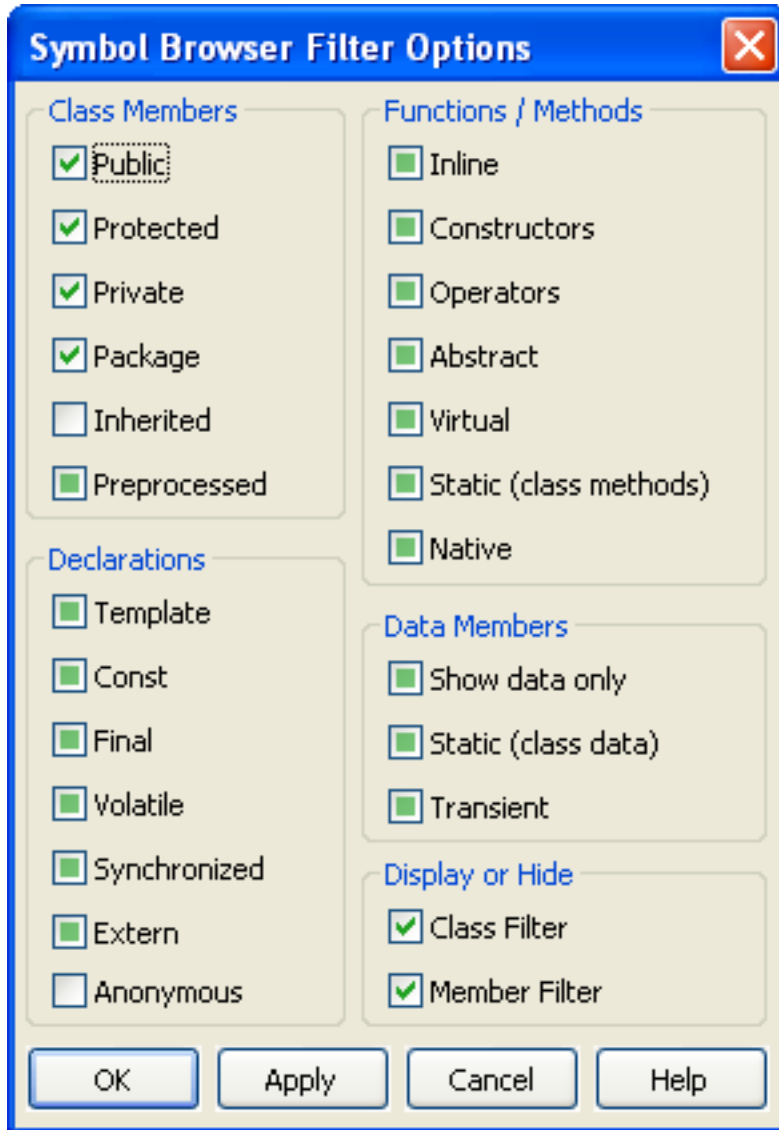 Symbol Browser Filter Options
Class Members
Public
Protected
Private
Package
Inherited
Preprocessed
Declarations
Template
Const
Final
Volatile
Synchronized
Extern
Anonymous
Functions / Methods
Inline
Constructors
Operators
Abstract
Virtual
Static (class methods)
Native
Data Members
Show data only
Static (class data)
Transient
Display or Hide
Class Filter
Member Filter
OK Apply Cancel Help